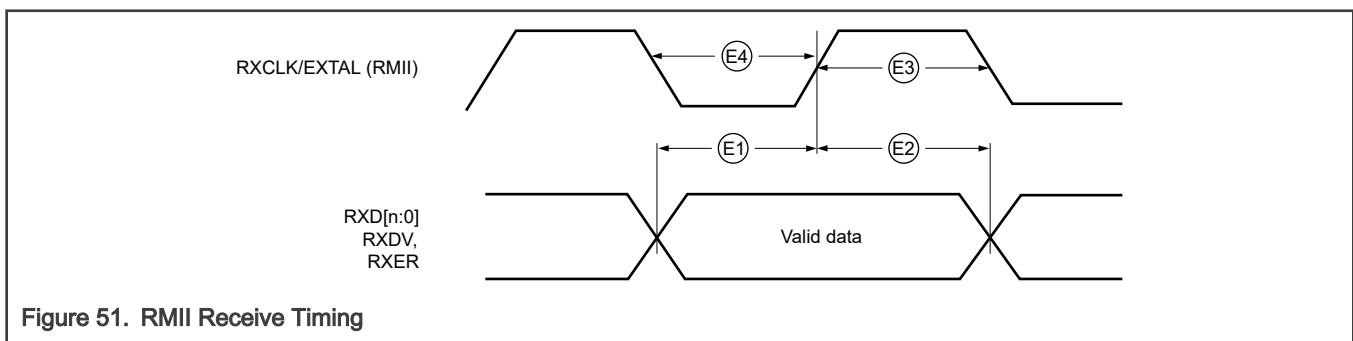 RXCLK/EXTAL (RMII)
E4
E3
E1
E2
RXD[n:0]
RXDV,
RXER
Valid data
Figure 51. RMII Receive Timing